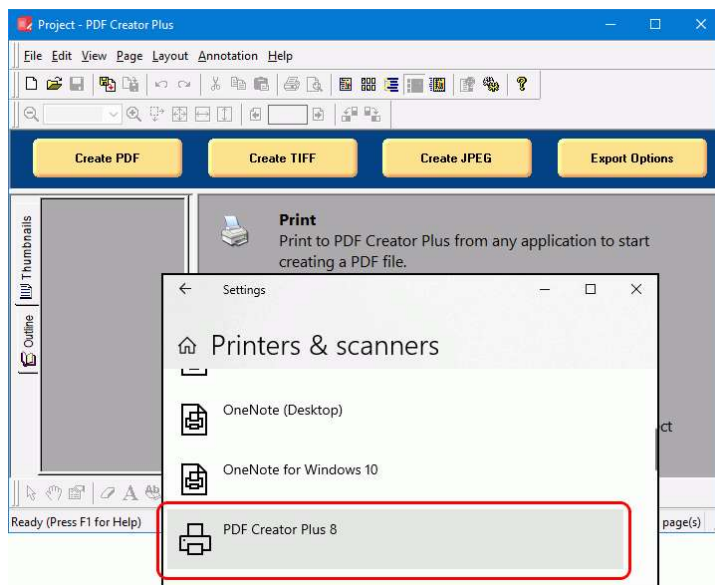 Project - PDF Creator Plus
File Edit View Page Layout Annotation Help
Create PDF Create TIFF Create JPEG Export Options
Thumbnails
Outline
Print
Print to PDF Creator Plus from any application to start
creating a PDF file.
Settings
Printers & scanners
OneNote (Desktop)
OneNote for Windows 10
PDF Creator Plus 8
ct
Ready (Press F1 for Help)
page(s)